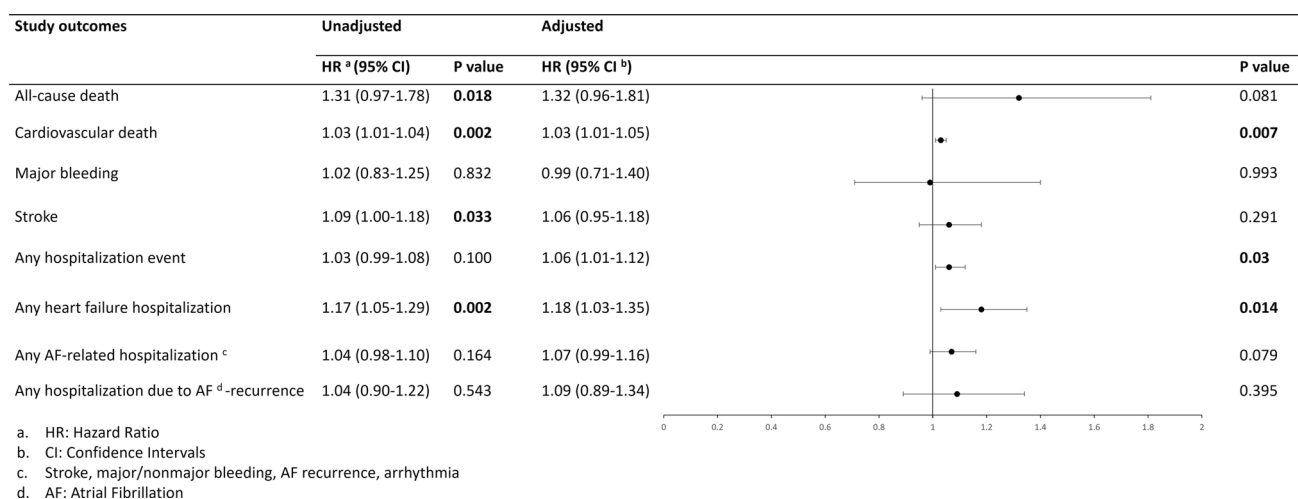 Study outcomes Unadjusted Adjusted
HR ᵃ (95% CI) P value HR (95% CI ᵇ) P value
All-cause death 1.31 (0.97-1.78) 0.018 1.32 (0.96-1.81) 0.081
Cardiovascular death 1.03 (1.01-1.04) 0.002 1.03 (1.01-1.05) 0.007
Major bleeding 1.02 (0.83-1.25) 0.832 0.99 (0.71-1.40) 0.993
Stroke 1.09 (1.00-1.18) 0.033 1.06 (0.95-1.18) 0.291
Any hospitalization event 1.03 (0.99-1.08) 0.100 1.06 (1.01-1.12) 0.03
Any heart failure hospitalization 1.17 (1.05-1.29) 0.002 1.18 (1.03-1.35) 0.014
Any AF-related hospitalization ᶜ 1.04 (0.98-1.10) 0.164 1.07 (0.99-1.16) 0.079
Any hospitalization due to AF ᵈ -recurrence 1.04 (0.90-1.22) 0.543 1.09 (0.89-1.34) 0.395
0 0.2 0.4 0.6 0.8 1 1.2 1.4 1.6 1.8 2
a. HR: Hazard Ratio
b. CI: Confidence Intervals
c. Stroke, major/nonmajor bleeding, AF recurrence, arrhythmia
d. AF: Atrial Fibrillation